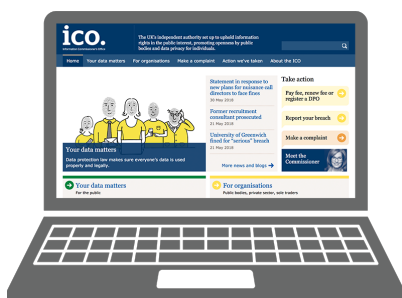 ico.
Information Commissioner's Office
The UK's independent authority set up to uphold information
rights in the public interest, promoting openness by public
bodies and data privacy for individuals.
Home Your data matters For organisations Make a complaint Action we've taken About the ICO
Your data matters
Data protection law makes sure everyone's data is used
properly and legally.
Statement in response to
new plans for nuisance call
directors to face fines
30 May 2018
Former recruitment
consultant prosecuted
21 May 2018
University of Greenwich
fined for "serious" breach
21 May 2018
More news and blogs
Take action
Pay fee, renew fee or
register a DPO
Report your breach
Make a complaint
Meet the
Commissioner
Your data matters
For the public
For organisations
Public bodies, private sector, sole traders